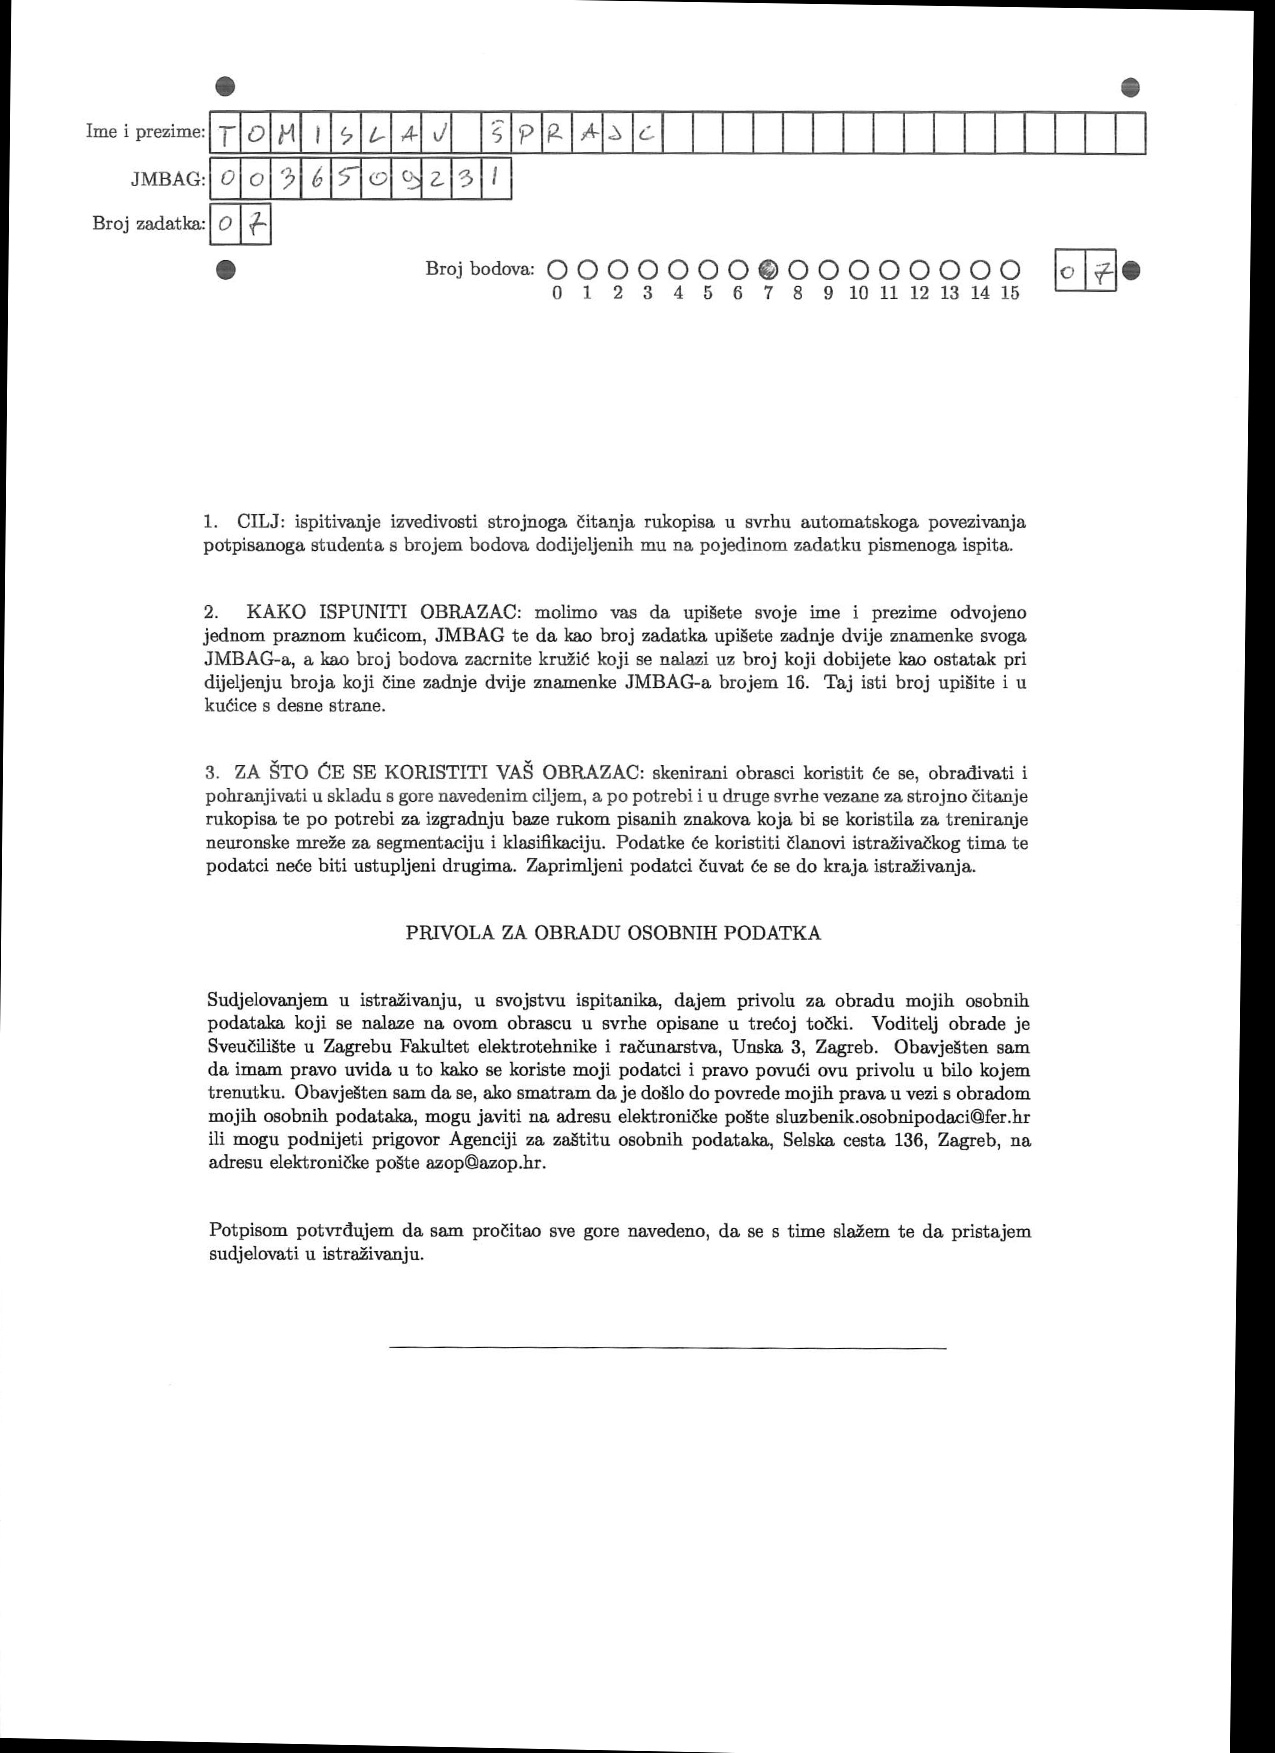 Ime i prezime: TOMISLAV ŠPRAJC
JMBAG: 0036509231
Broj zadatka: 07
Broj bodova: 07
0 1 2 3 4 5 6 7 8 9 10 11 12 13 14 15
1. CILJ: ispitivanje izvedivosti strojnoga čitanja rukopisa u svrhu automatskoga povezivanja
potpisanoga studenta s brojem bodova dodijeljenih mu na pojedinom zadatku pismenoga ispita.
2. KAKO ISPUNITI OBRAZAC: molimo vas da upišete svoje ime i prezime odvojeno
jednom praznom kućicom, JMBAG te da kao broj zadatka upišete zadnje dvije znamenke svoga
JMBAG-a, a kao broj bodova zacrnite kružić koji se nalazi uz broj koji dobijete kao ostatak pri
dijeljenju broja koji čine zadnje dvije znamenke JMBAG-a brojem 16. Taj isti broj upišite i u
kućice s desne strane.
3. ZA ŠTO ĆE SE KORISTITI VAŠ OBRAZAC: skenirani obrasci koristit će se, obrađivati i
pohranjivati u skladu s gore navedenim ciljem, a po potrebi i u druge svrhe vezane za strojno čitanje
rukopisa te po potrebi za izgradnju baze rukom pisanih znakova koja bi se koristila za treniranje
neuronske mreže za segmentaciju i klasifikaciju. Podatke će koristiti članovi istraživačkog tima te
podatci neće biti ustupljeni drugima. Zaprimljeni podatci čuvat će se do kraja istraživanja.
PRIVOLA ZA OBRADU OSOBNIH PODATKA
Sudjelovanjem u istraživanju, u svojstvu ispitanika, dajem privolu za obradu mojih osobnih
podataka koji se nalaze na ovom obrascu u svrhe opisane u trećoj točki. Voditelj obrade je
Sveučilište u Zagrebu Fakultet elektrotehnike i računarstva, Unska 3, Zagreb. Obavješten sam
da imam pravo uvida u to kako se koriste moji podatci i pravo povući ovu privolu u bilo kojem
trenutku. Obavješten sam da se, ako smatram da je došlo do povrede mojih prava u vezi s obradom
mojih osobnih podataka, mogu javiti na adresu elektroničke pošte sluzbenik.osobnipodaci@fer.hr
ili mogu podnijeti prigovor Agenciji za zaštitu osobnih podataka, Selska cesta 136, Zagreb, na
adresu elektroničke pošte azop@azop.hr.
Potpisom potvrđujem da sam pročitao sve gore navedeno, da se s time slažem te da pristajem
sudjelovati u istraživanju.